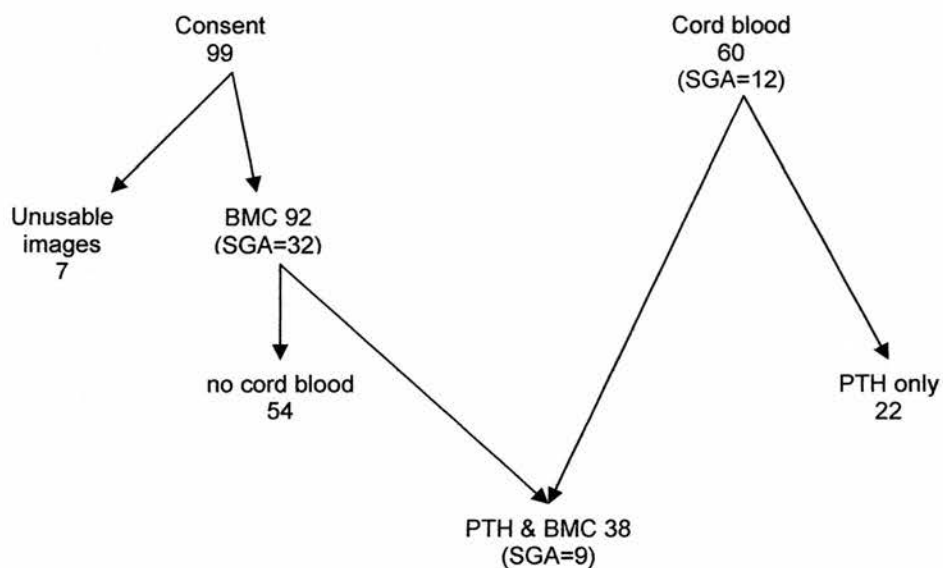 Consent
99
Cord blood
60
(SGA=12)
Unusable
images
7
BMC 92
(SGA=32)
no cord blood
54
PTH only
22
PTH & BMC 38
(SGA=9)